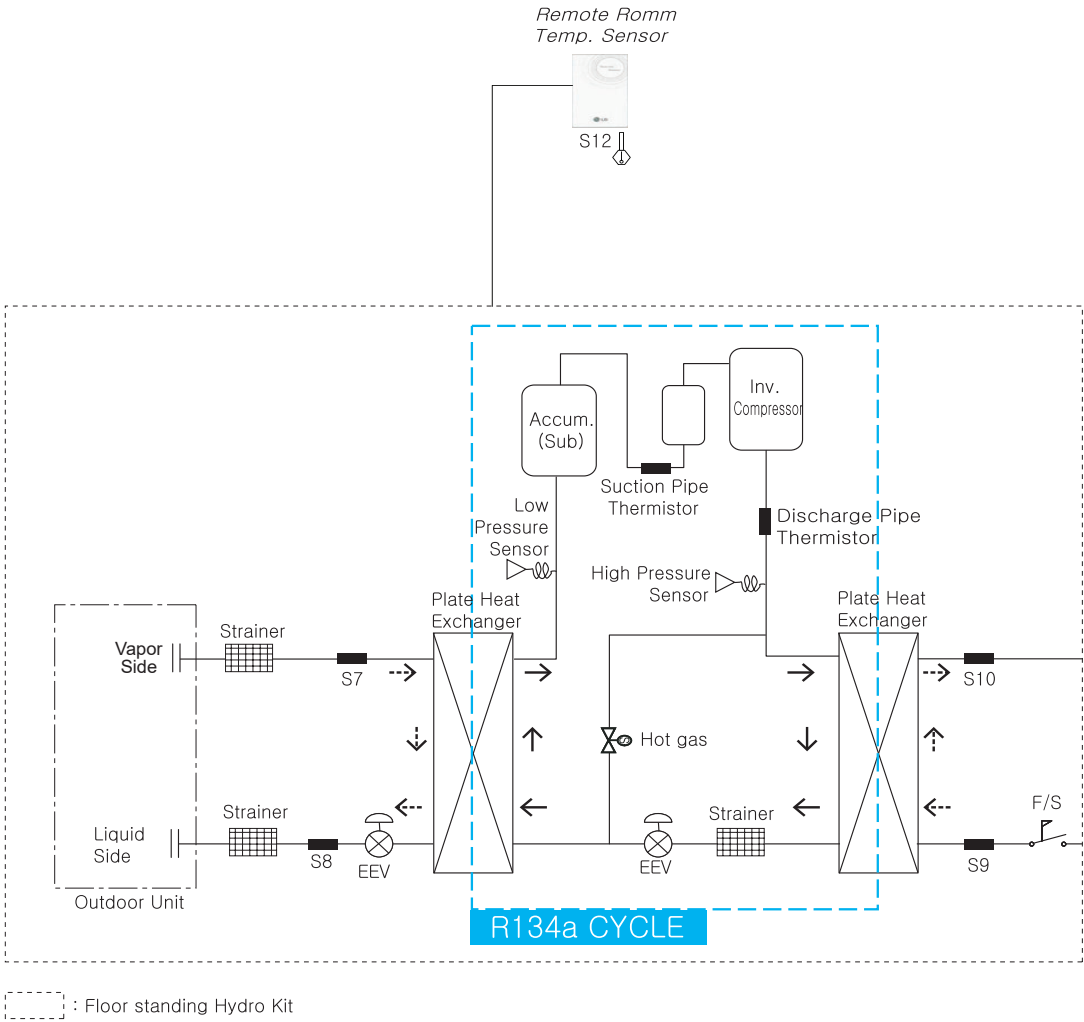 Remote Romm
Temp. Sensor
LG
S12
Inv.
Compressor
Accum.
(Sub)
Suction Pipe
Thermistor
Low
Pressure
Sensor
Discharge Pipe
Thermistor
High Pressure
Sensor
Plate Heat
Exchanger
Plate Heat
Exchanger
Strainer
Vapor
Side
S7
S10
Hot gas
Strainer
Strainer
F/S
Liquid
Side
S8
EEV
EEV
S9
Outdoor Unit
R134a CYCLE
: Floor standing Hydro Kit